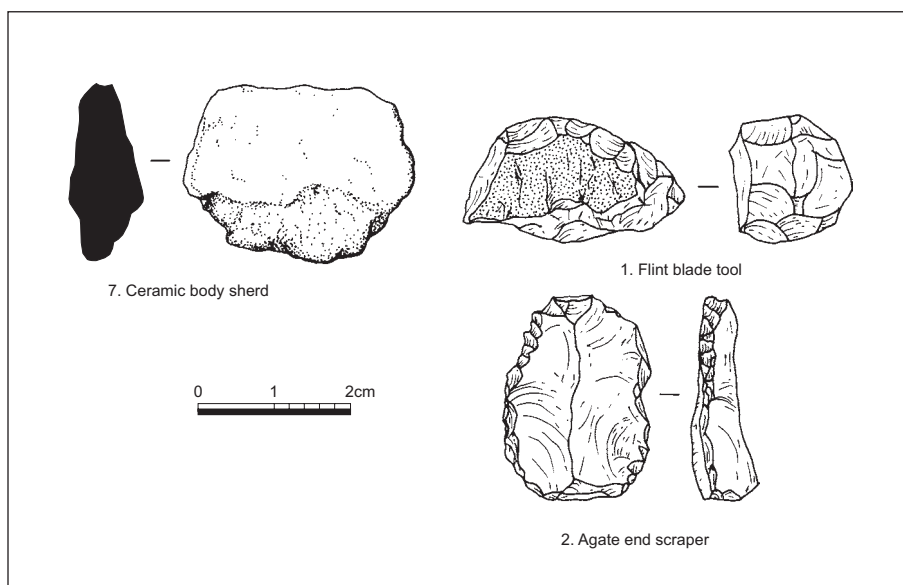 1. Flint blade tool
7. Ceramic body sherd
0 1 2cm
2. Agate end scraper